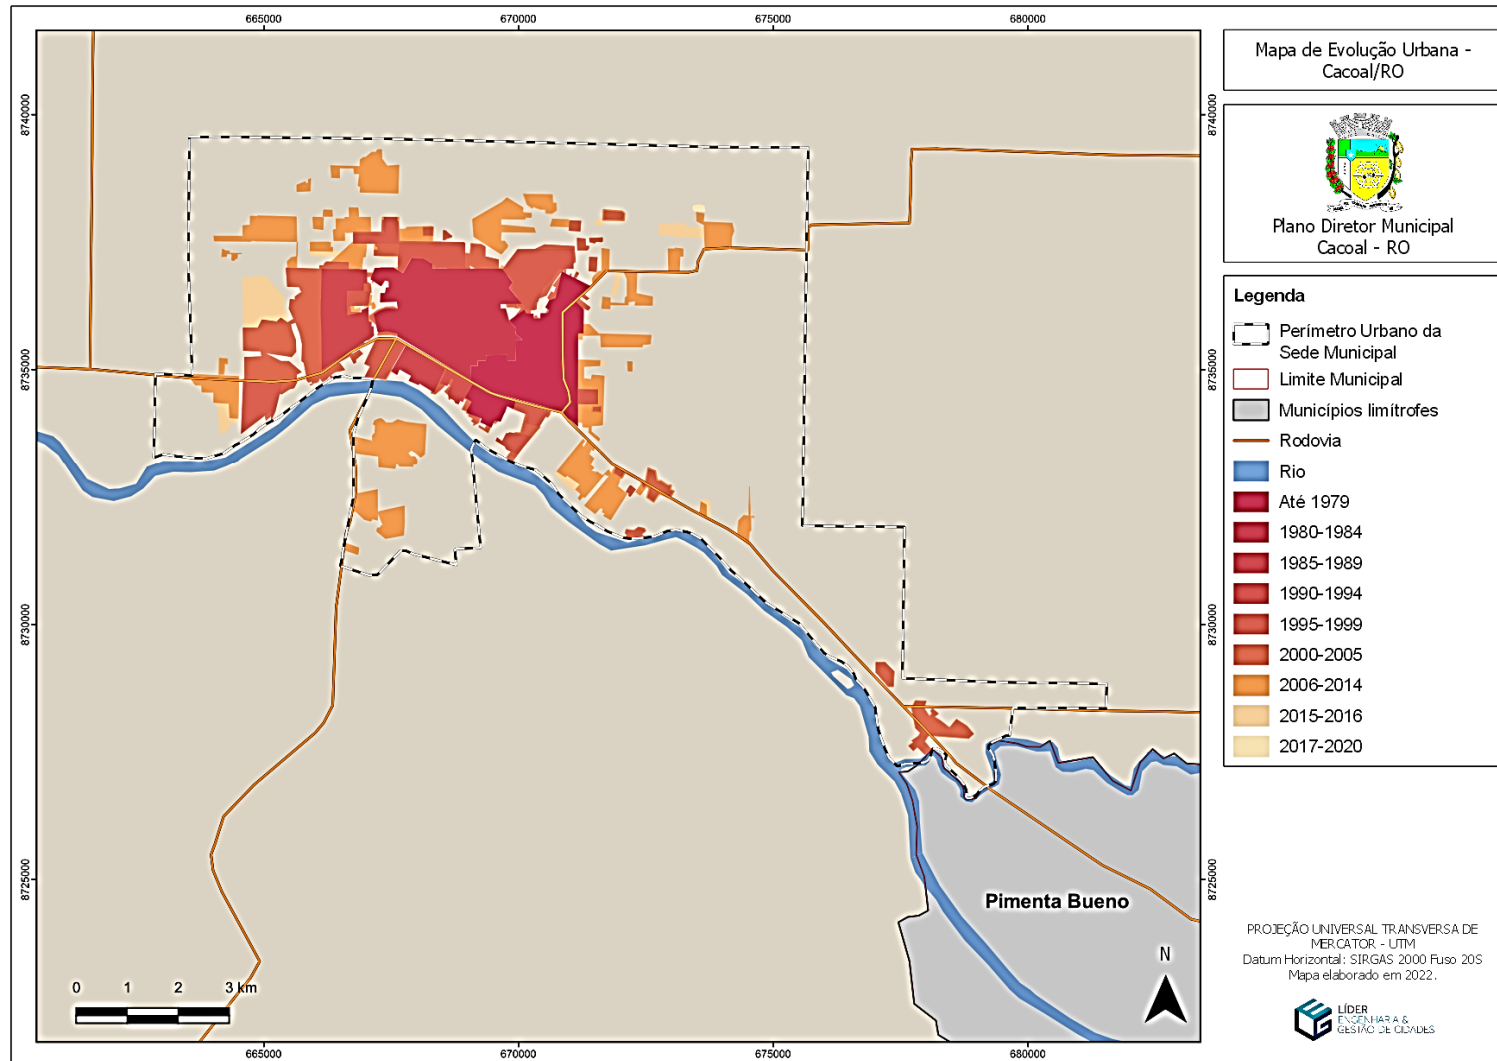 665000
670000
675000
680000
8740000
8740000
8735000
8735000
8730000
8730000
8725000
8725000
Pimenta Bueno
0 1 2 3 km
N
665000
670000
675000
680000
Mapa de Evolução Urbana -
Cacoal/RO
Plano Diretor Municipal
Cacoal - RO
Legenda
Perímetro Urbano da
Sede Municipal
Limite Municipal
Municípios limítrofes
Rodovia
Rio
Até 1979
1980-1984
1985-1989
1990-1994
1995-1999
2000-2005
2006-2014
2015-2016
2017-2020
PROJEÇÃO UNIVERSAL TRANSVERSA DE
MERCATOR - UTM
Datum Horizontal: SIRGAS 2000 Fuso 20S
Mapa elaborado em 2022.
LÍDER
ENGENHARIA &
GESTÃO DE CIDADES